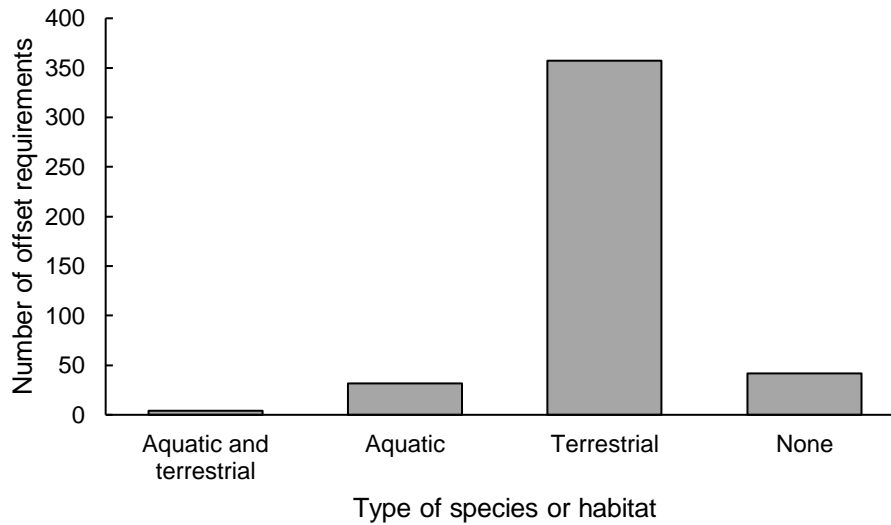 Number of offset requirements
400
350
300
250
200
150
100
50
0
Aquatic and
terrestrial
Aquatic
Terrestrial
None
Type of species or habitat